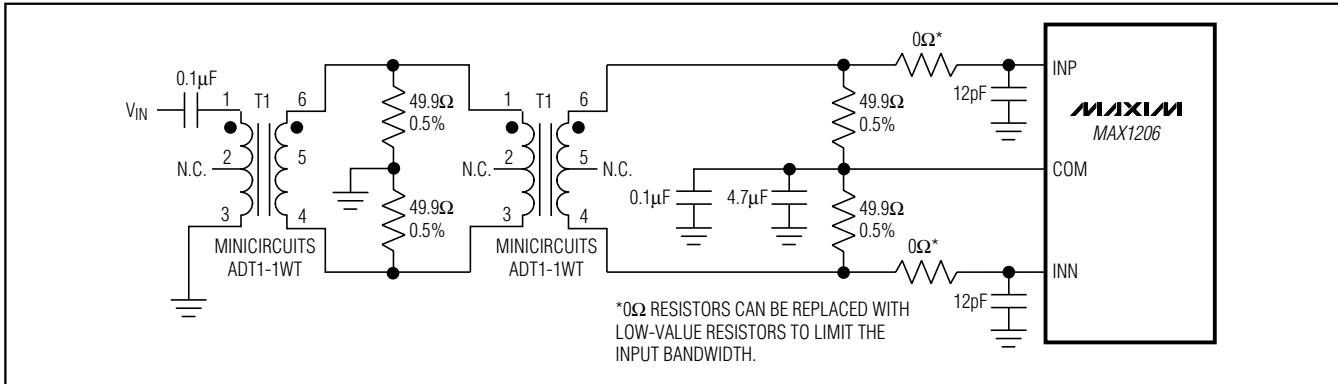 0.1μF
VIN
1
T1
6
2
5
N.C.
3
4
MINICIRCUITS
ADT1-1WT
49.9Ω
0.5%
49.9Ω
0.5%
1
T1
6
N.C.
2
5
N.C.
3
4
MINICIRCUITS
ADT1-1WT
0.1μF
4.7μF
0Ω*
49.9Ω
0.5%
49.9Ω
0.5%
0Ω*
12pF
12pF
INP
MAXIM
MAX1206
COM
INN
*0Ω RESISTORS CAN BE REPLACED WITH
LOW-VALUE RESISTORS TO LIMIT THE
INPUT BANDWIDTH.